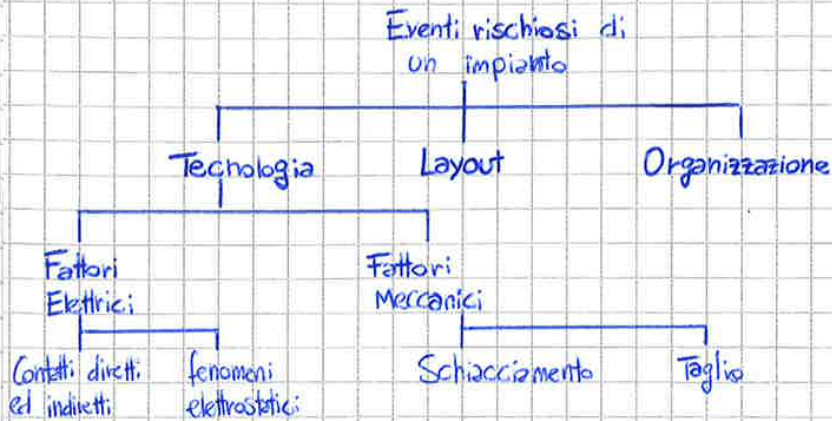 Eventi rischiosi di
un impianto
Tecnologia Layout Organizzazione
Fattori Fattori
Elettrici Meccanici
Contatti diretti fenomeni Schiacciamento Taglio
ed indiretti elettrostatici